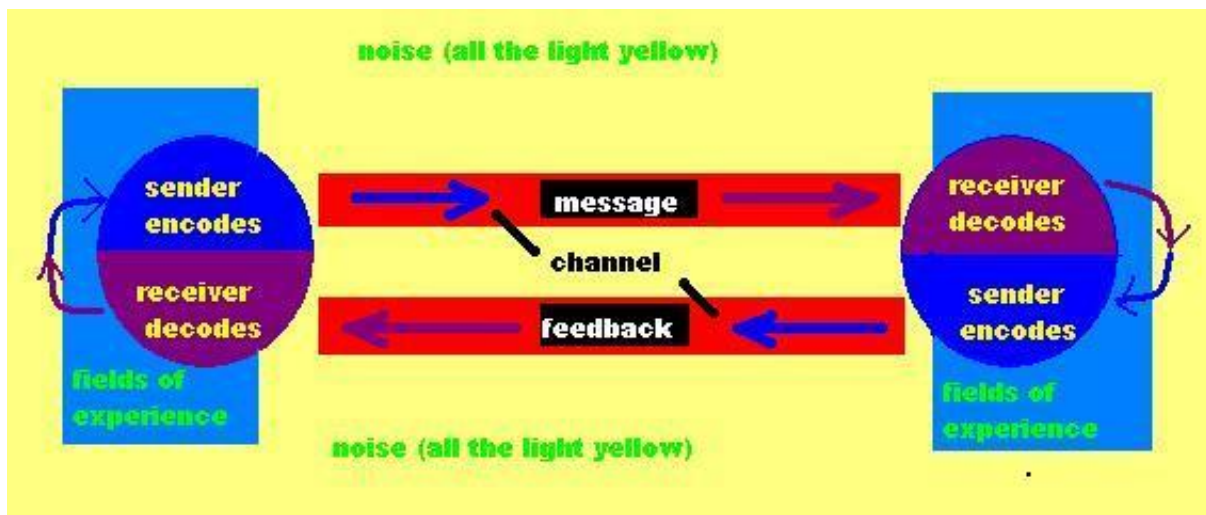 noise (all the light yellow)
sender
encodes
receiver
decodes
fields of
experience
message
channel
feedback
receiver
decodes
sender
encodes
fields of
experience
noise (all the light yellow)